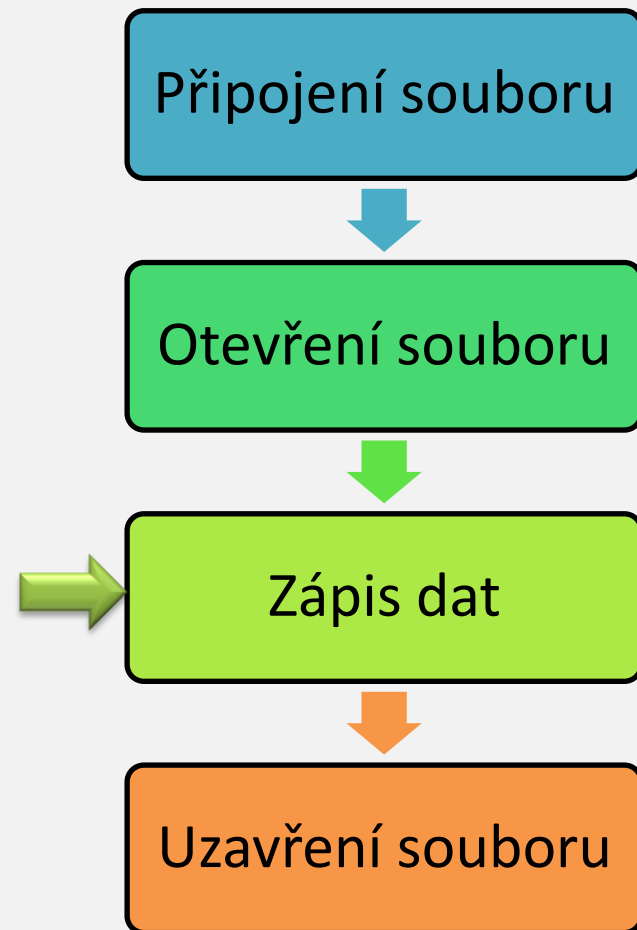 Připojení souboru
Otevření souboru
Zápis dat
Uzavření souboru